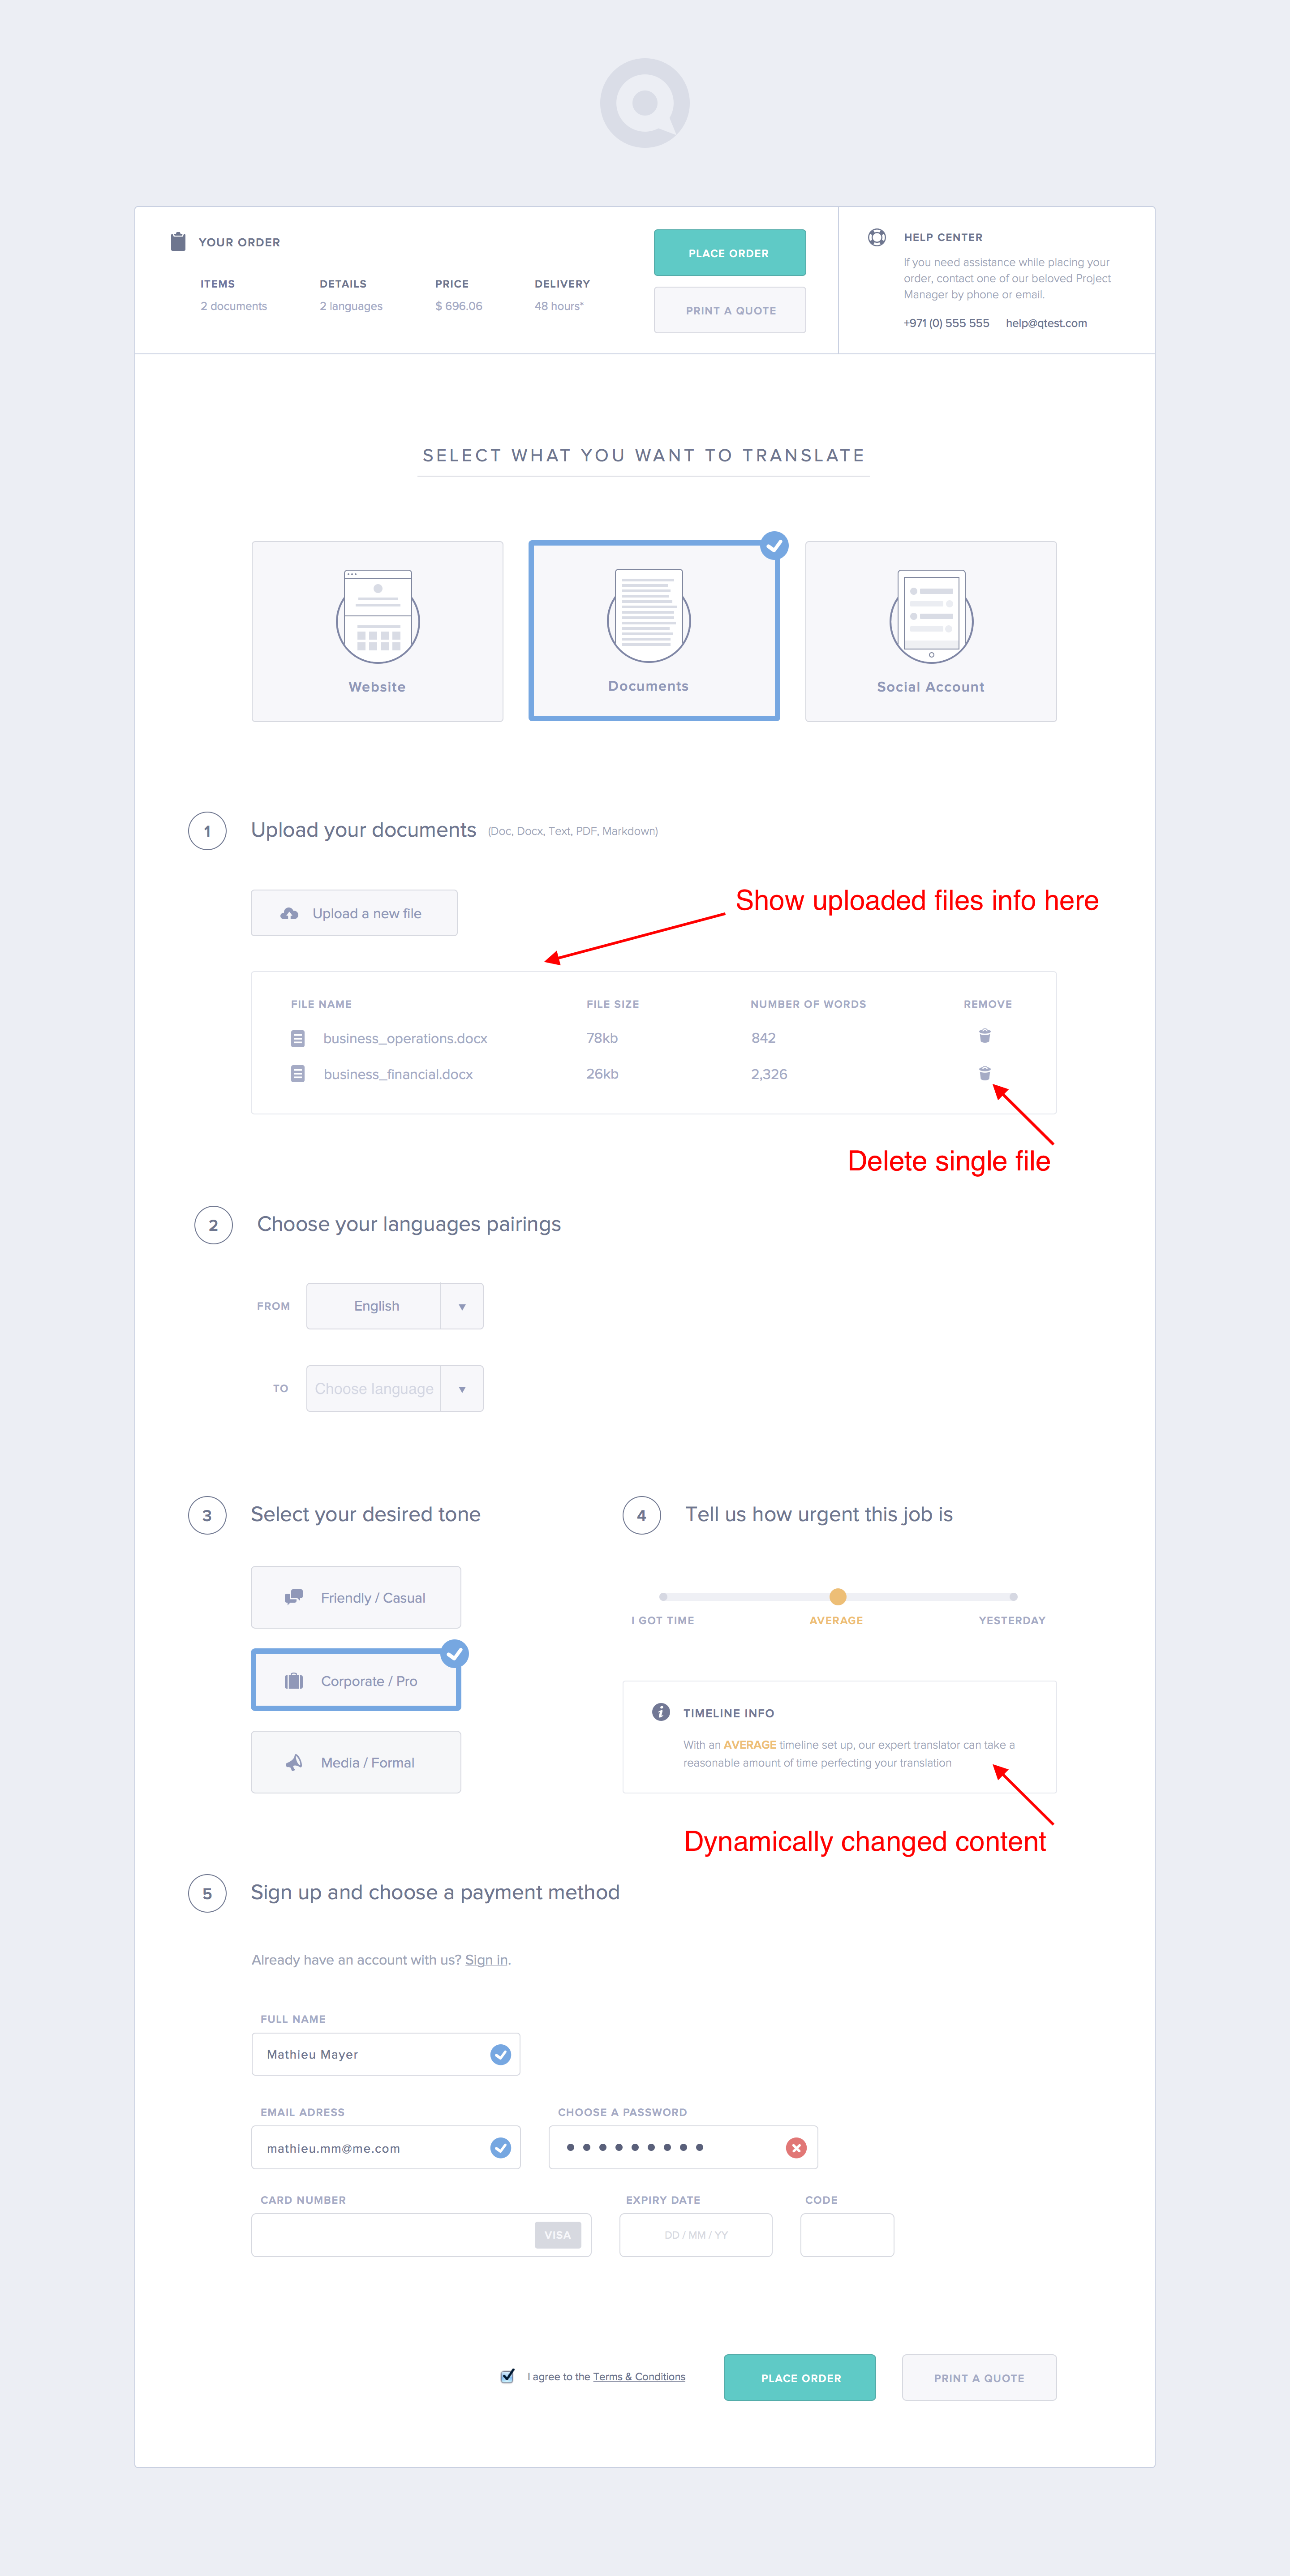 YOUR ORDER
ITEMS DETAILS PRICE DELIVERY
2 documents 2 languages $ 696.06 48 hours*
PLACE ORDER
PRINT A QUOTE
HELP CENTER
If you need assistance while placing your
order, contact one of our beloved Project
Manager by phone or email.
+971 (0) 555 555 help@qtest.com
SELECT WHAT YOU WANT TO TRANSLATE
Website
Documents
Social Account
1 Upload your documents (Doc, Docx, Text, PDF, Markdown)
Show uploaded files info here
Upload a new file
FILE NAME FILE SIZE NUMBER OF WORDS REMOVE
business_operations.docx 78kb 842
business_financial.docx 26kb 2,326
Delete single file
2 Choose your languages pairings
FROM English ▼
TO Choose language ▼
3 Select your desired tone
Friendly / Casual
Corporate / Pro
Media / Formal
4 Tell us how urgent this job is
I GOT TIME AVERAGE YESTERDAY
TIMELINE INFO
With an AVERAGE timeline set up, our expert translator can take a
reasonable amount of time perfecting your translation
Dynamically changed content
5 Sign up and choose a payment method
Already have an account with us? Sign in.
FULL NAME
Mathieu Mayer
EMAIL ADRESS CHOOSE A PASSWORD
mathieu.mm@me.com ● ● ● ● ● ● ● ● ●
CARD NUMBER EXPIRY DATE CODE
VISA DD / MM / YY
I agree to the Terms & Conditions PLACE ORDER PRINT A QUOTE